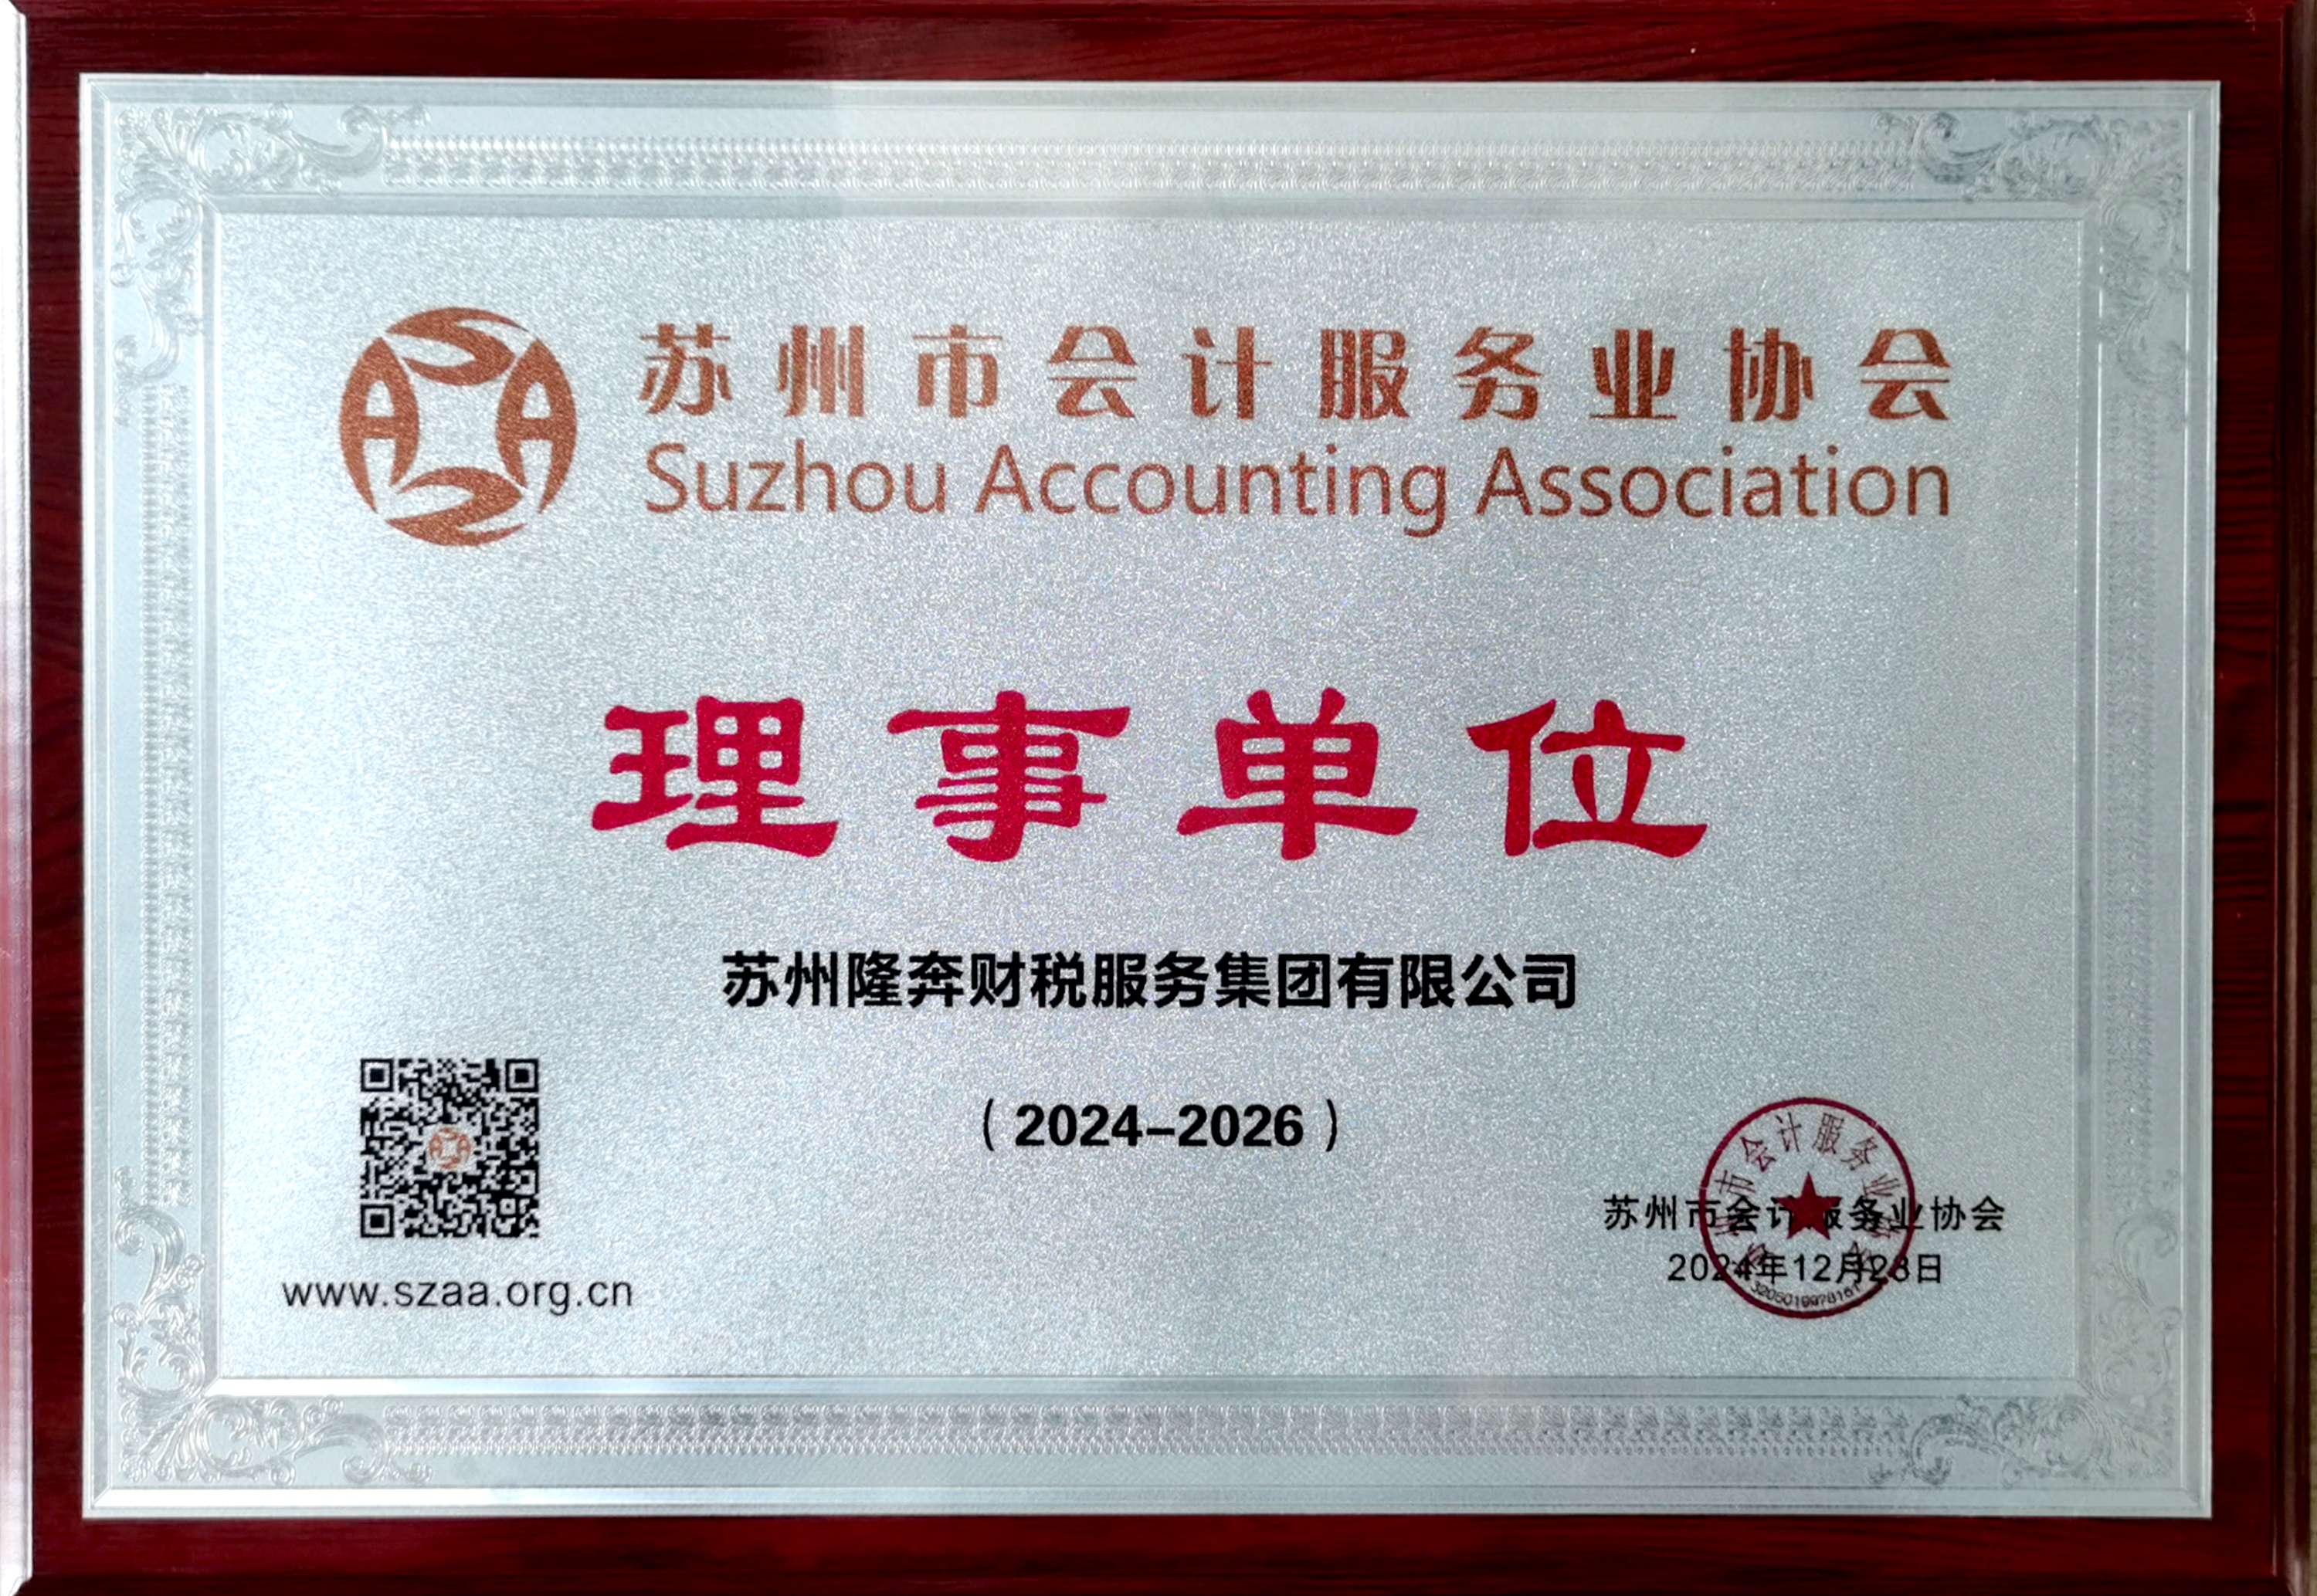 苏州市会计服务业协会
Suzhou Accounting Association
理事单位
苏州隆奔财税服务集团有限公司
（2024-2026）
www.szaa.org.cn
苏州市会计服务业协会
2024年12月28日